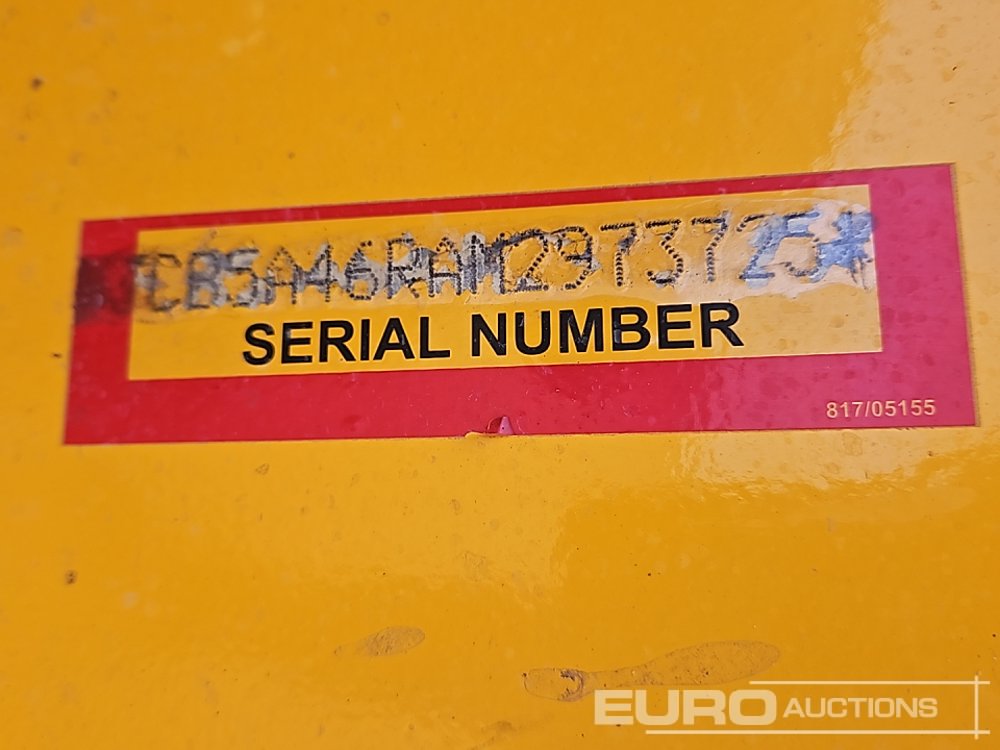 CB5A46RAM2973725*
SERIAL NUMBER
817/05155
EURO AUCTIONS